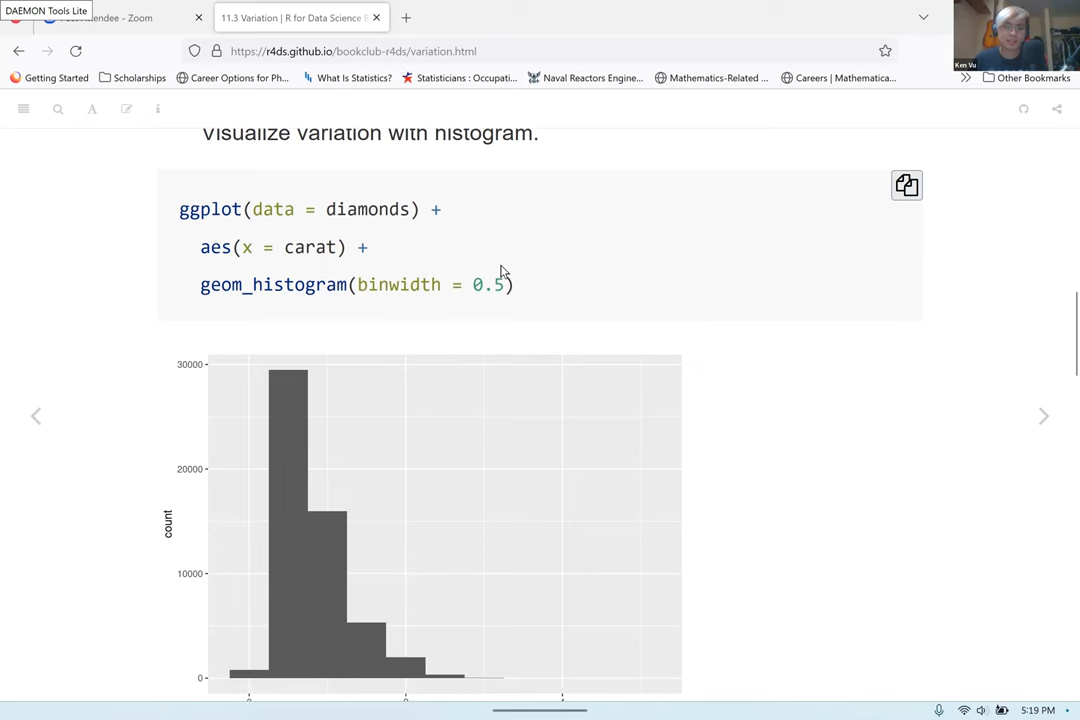 DAEMON Tools Lite
Attendee - Zoom
11.3 Variation | R for Data Science
https://r4ds.github.io/bookclub-r4ds/variation.html
Ken Vu
Getting Started
Scholarships
Career Options for Ph...
What Is Statistics?
Statisticians : Occupati...
Naval Reactors Engine...
Mathematics-Related ...
Careers | Mathematica...
Other Bookmarks
Visualize variation with histogram.
ggplot(data = diamonds) +
aes(x = carat) +
geom_histogram(binwidth = 0.5)
30000
20000
count
10000
0
5:19 PM